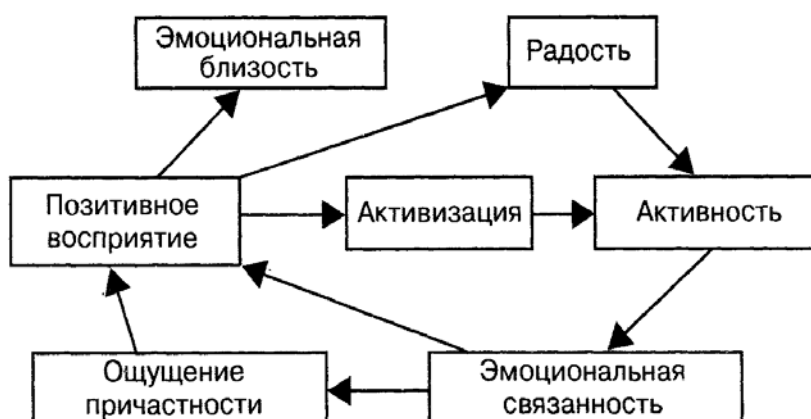 Эмоциональная
близость
Радость
Позитивное
восприятие
Активизация
Активность
Ощущение
причастности
Эмоциональная
связанность